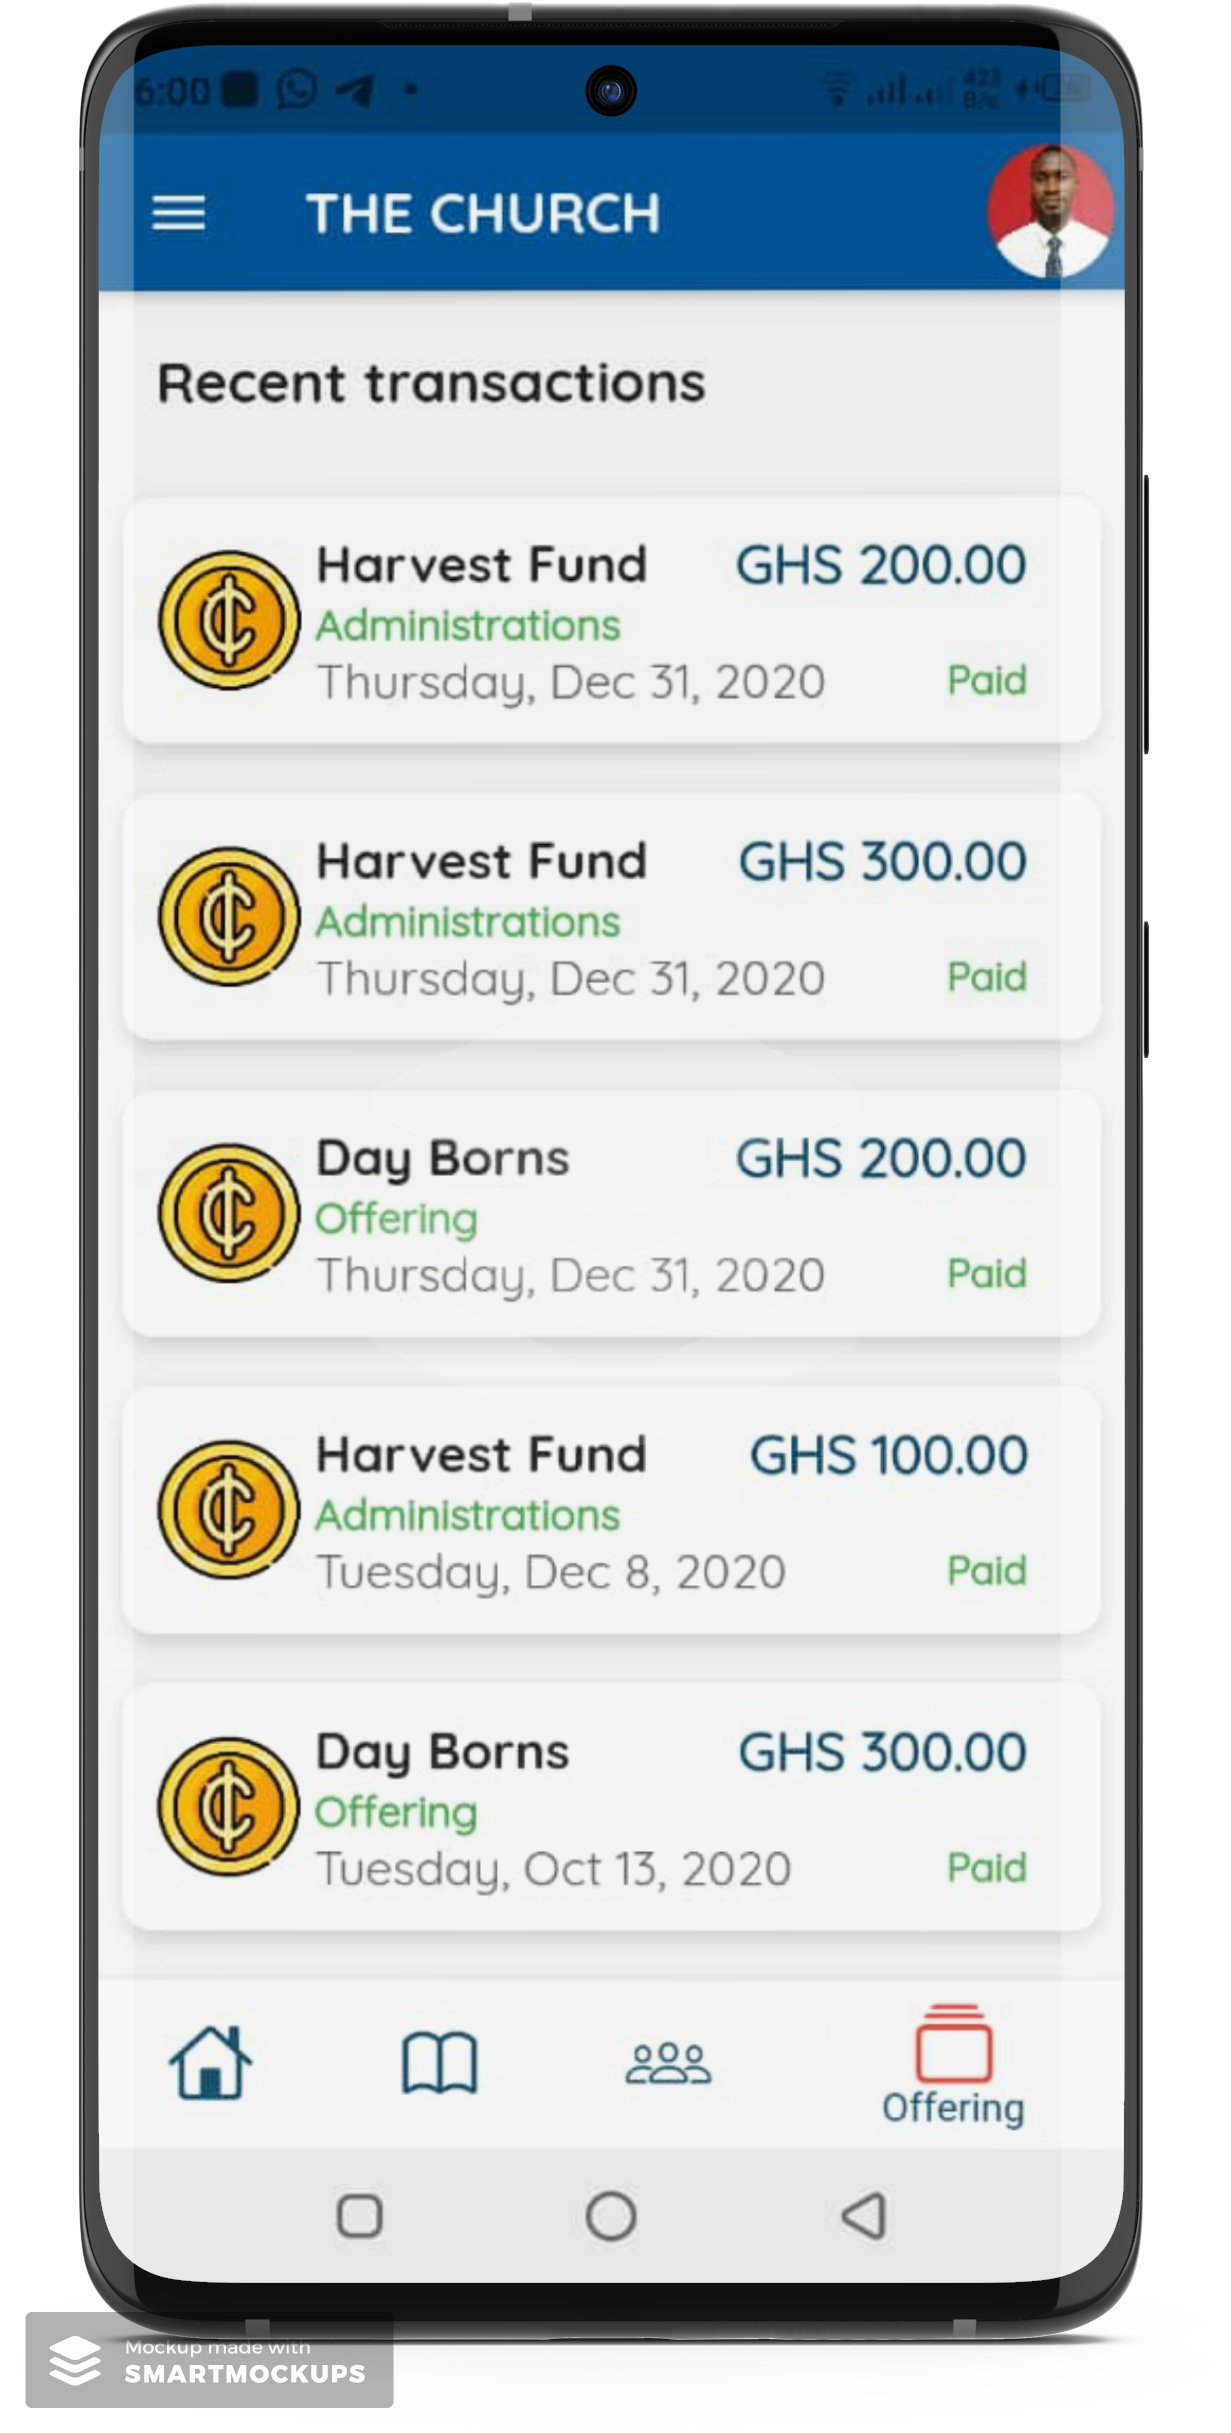 6:00
THE CHURCH
Recent transactions
Harvest Fund GHS 200.00
Administrations
Thursday, Dec 31, 2020 Paid
Harvest Fund GHS 300.00
Administrations
Thursday, Dec 31, 2020 Paid
Day Borns GHS 200.00
Offering
Thursday, Dec 31, 2020 Paid
Harvest Fund GHS 100.00
Administrations
Tuesday, Dec 8, 2020 Paid
Day Borns GHS 300.00
Offering
Tuesday, Oct 13, 2020 Paid
Offering
Mockup made with
SMARTMOCKUPS